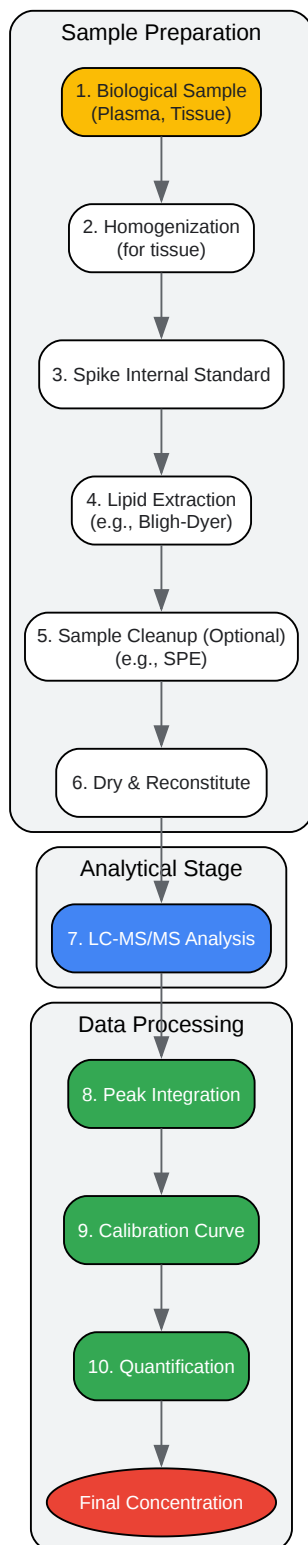 Sample Preparation
1. Biological Sample
(Plasma, Tissue)
2. Homogenization
(for tissue)
3. Spike Internal Standard
4. Lipid Extraction
(e.g., Bligh-Dyer)
5. Sample Cleanup (Optional)
(e.g., SPE)
6. Dry & Reconstitute
Analytical Stage
7. LC-MS/MS Analysis
Data Processing
8. Peak Integration
9. Calibration Curve
10. Quantification
Final Concentration